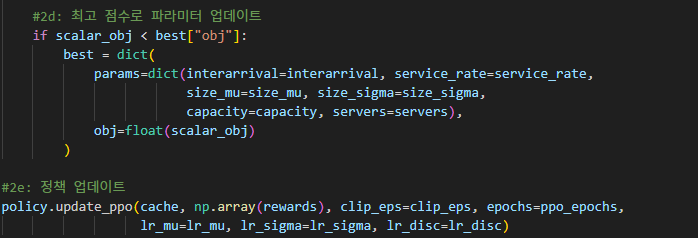 #2d: 최고 점수로 파라미터 업데이트
if scalar_obj < best["obj"]:
best = dict(
params=dict(interarrival=interarrival, service_rate=service_rate,
size_mu=size_mu, size_sigma=size_sigma,
capacity=capacity, servers=servers),
obj=float(scalar_obj)
)
#2e: 정책 업데이트
policy.update_ppo(cache, np.array(rewards), clip_eps=clip_eps, epochs=ppo_epochs,
lr_mu=lr_mu, lr_sigma=lr_sigma, lr_disc=lr_disc)